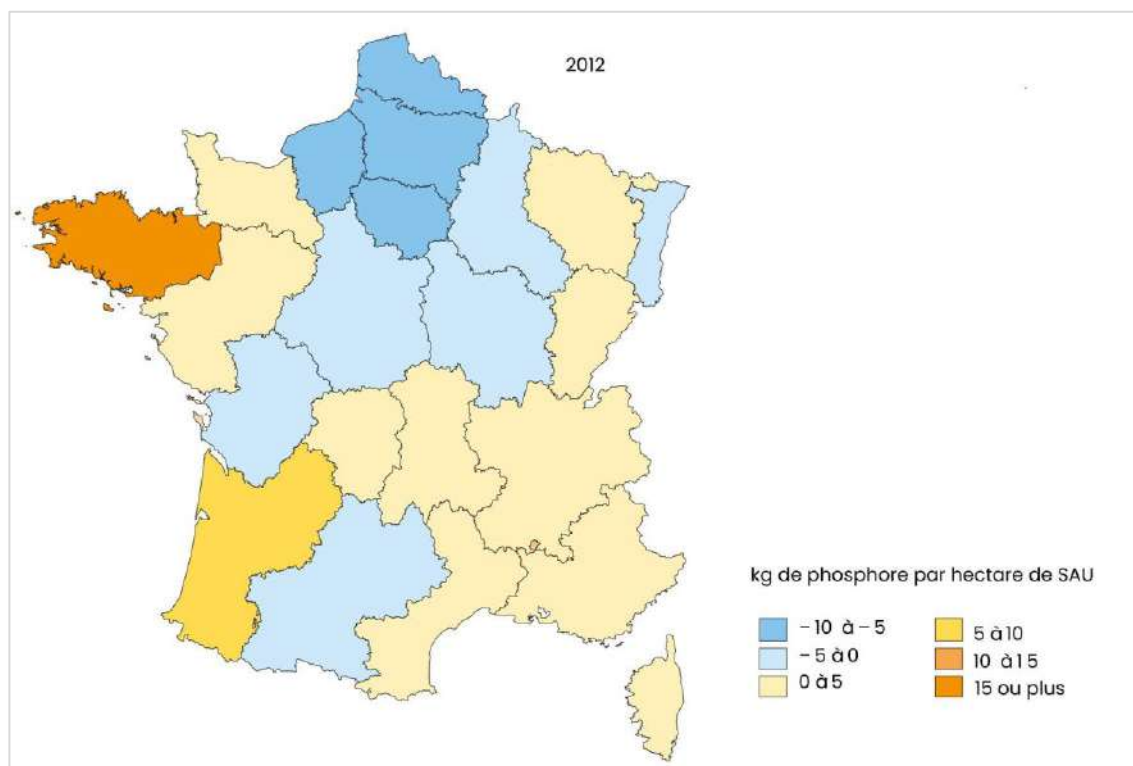 2012
kg de phosphore par hectare de SAU
−10 à −5
−5 à 0
0 à 5
5 à 10
10 à 15
15 ou plus